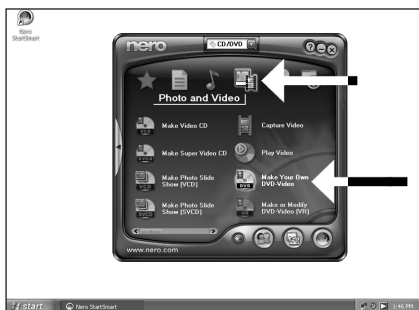 Nero
StartSmart
nero
CD/DVD
Photo and Video
Make Video CD
Capture Video
Make Super Video CD
Play Video
Make Photo Slide
Show (VCD)
Make Your Own
DVD-Video
Make Photo Slide
Show (SVCD)
Make or Modify
DVD-Video (VR)
www.nero.com
start
Nero StartSmart
1:46 PM